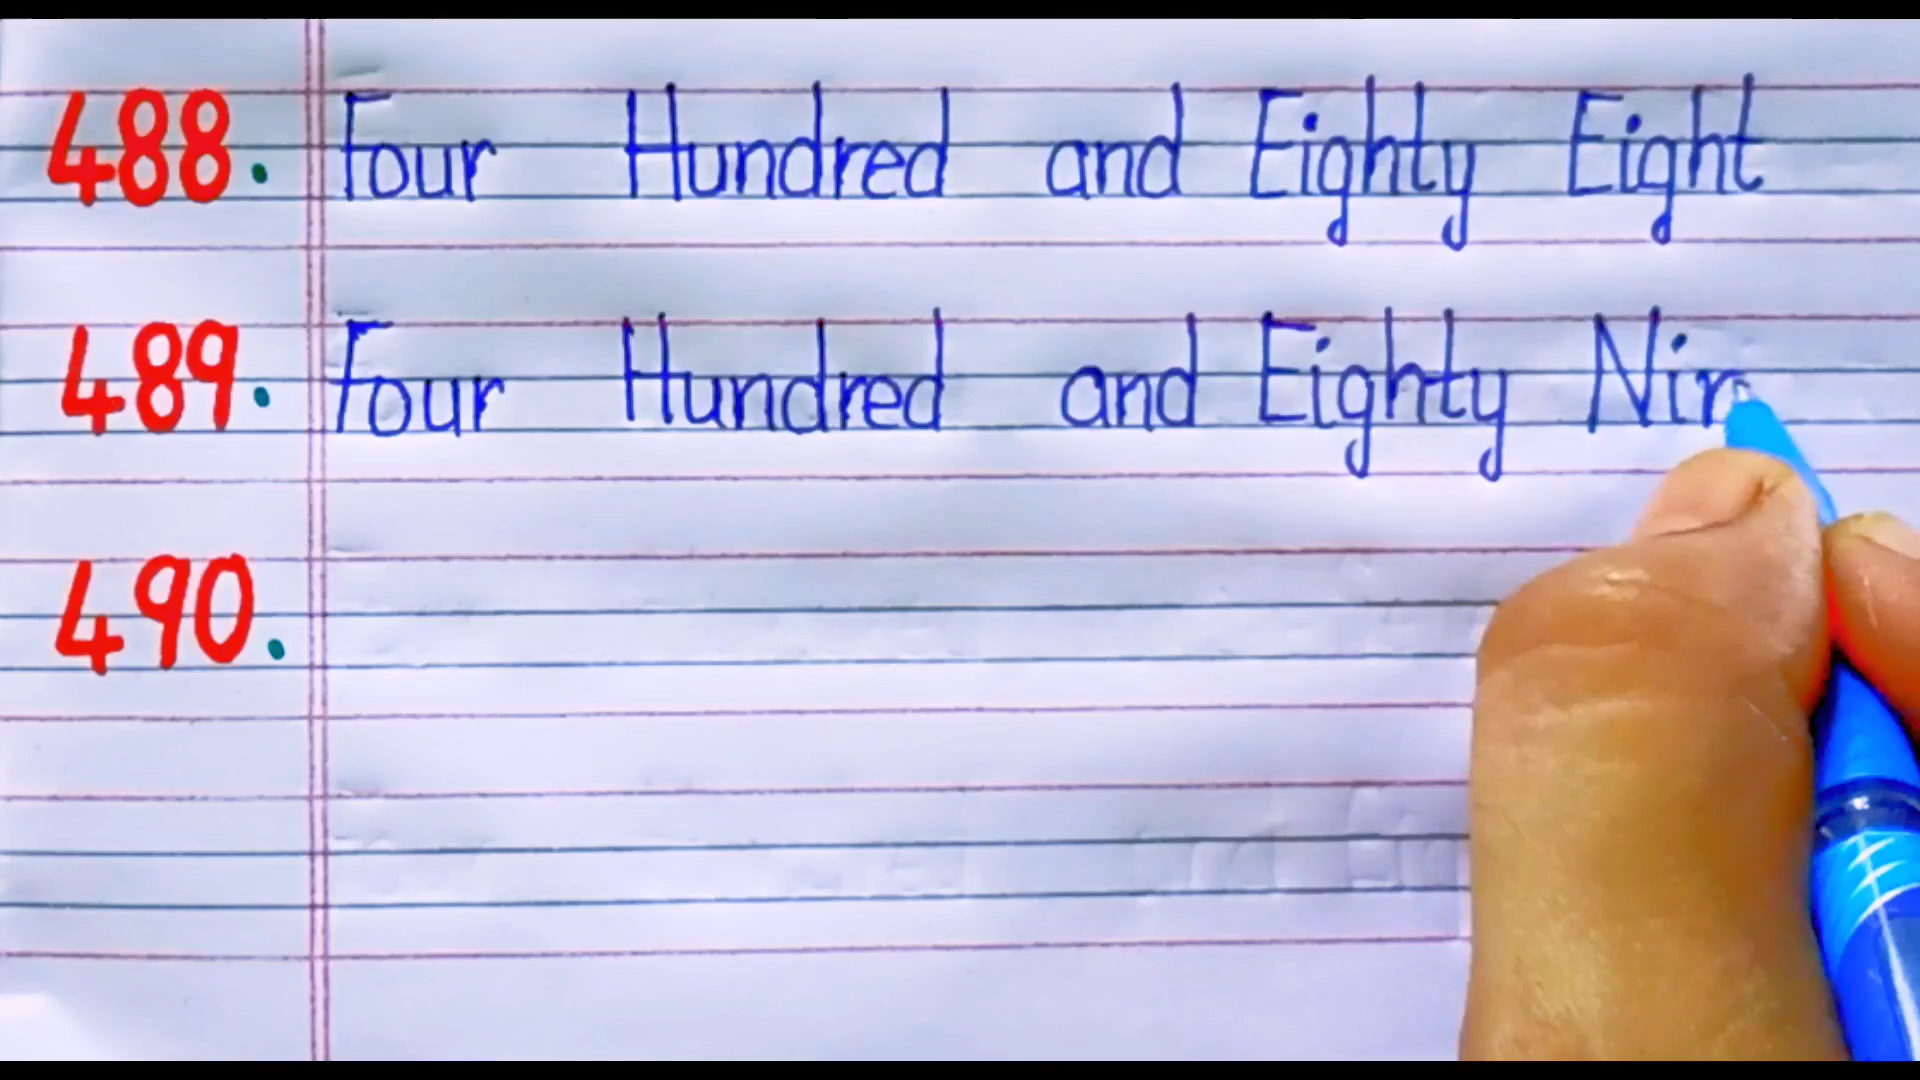 488. Four Hundred and Eighty Eight
489. Four Hundred and Eighty
490.